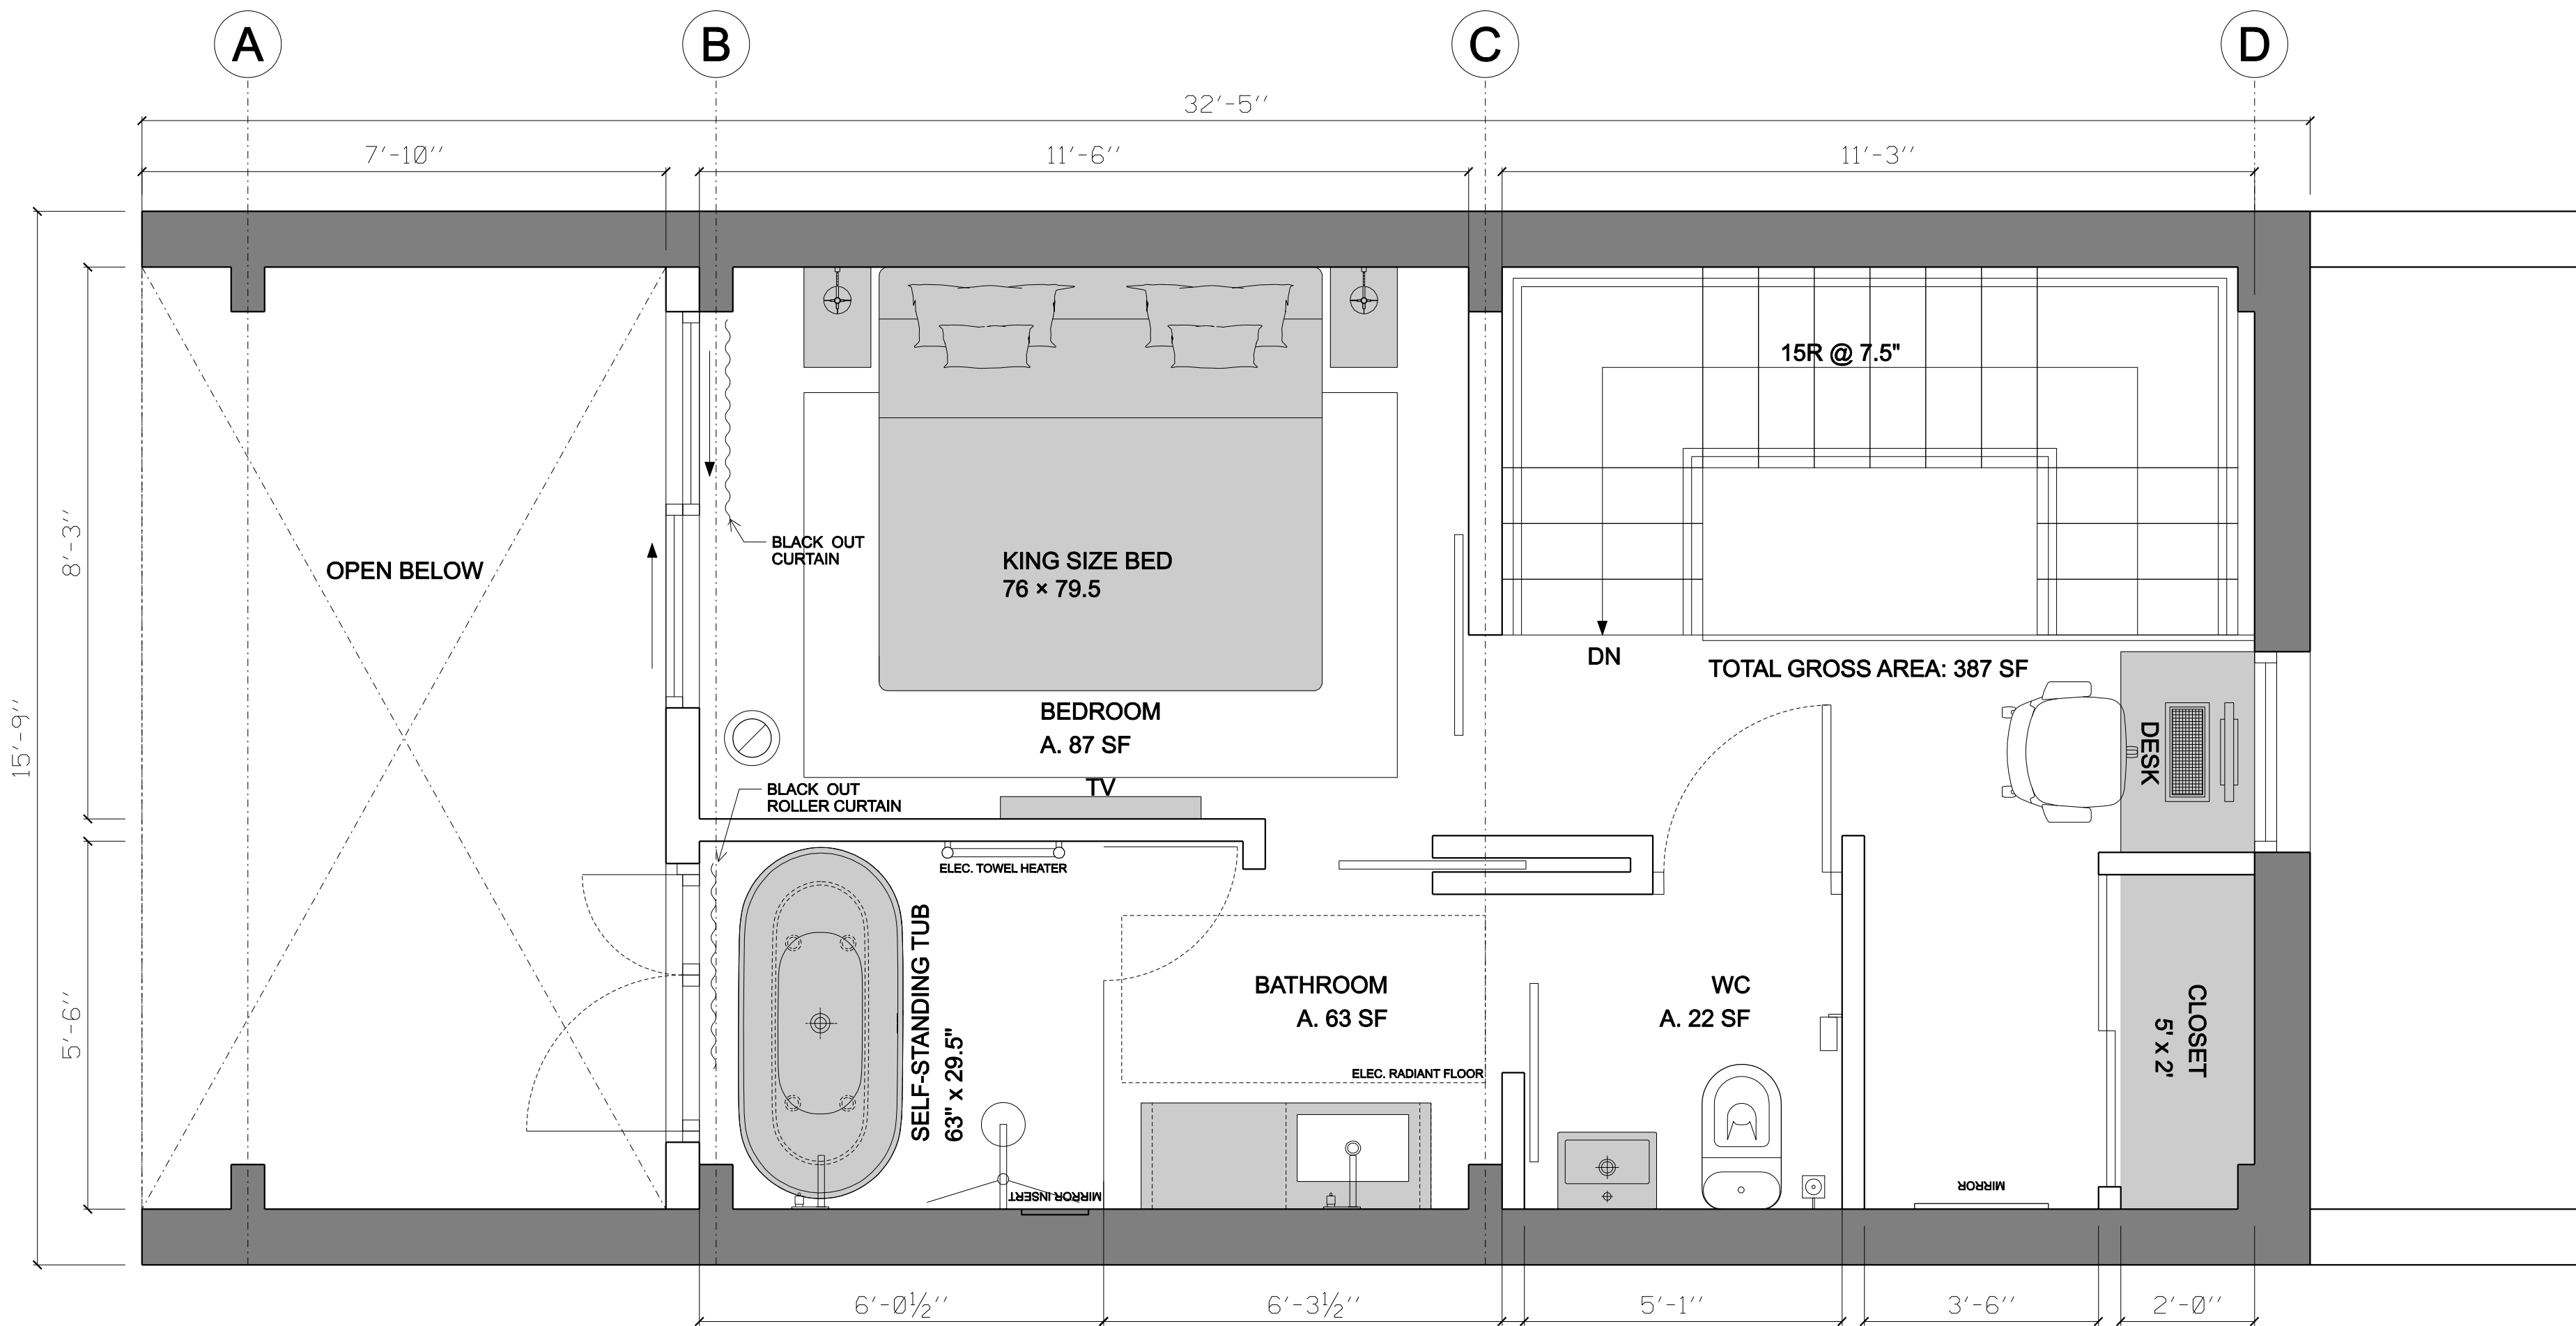 A
B
C
D
32'-5''
7'-10''
11'-6''
11'-3''
15'-9''
8'-3''
5'-6''
15R @ 7.5"
OPEN BELOW
BLACK OUT
CURTAIN
KING SIZE BED
76 × 79.5
DN
TOTAL GROSS AREA: 387 SF
BEDROOM
A. 87 SF
DESK
TV
BLACK OUT
ROLLER CURTAIN
ELEC. TOWEL HEATER
SELF-STANDING TUB
63" x 29.5"
BATHROOM
A. 63 SF
WC
A. 22 SF
CLOSET
5' x 2'
ELEC. RADIANT FLOOR
MIRROR INSERT
MIRROR
6'-0½''
6'-3½''
5'-1''
3'-6''
2'-0''